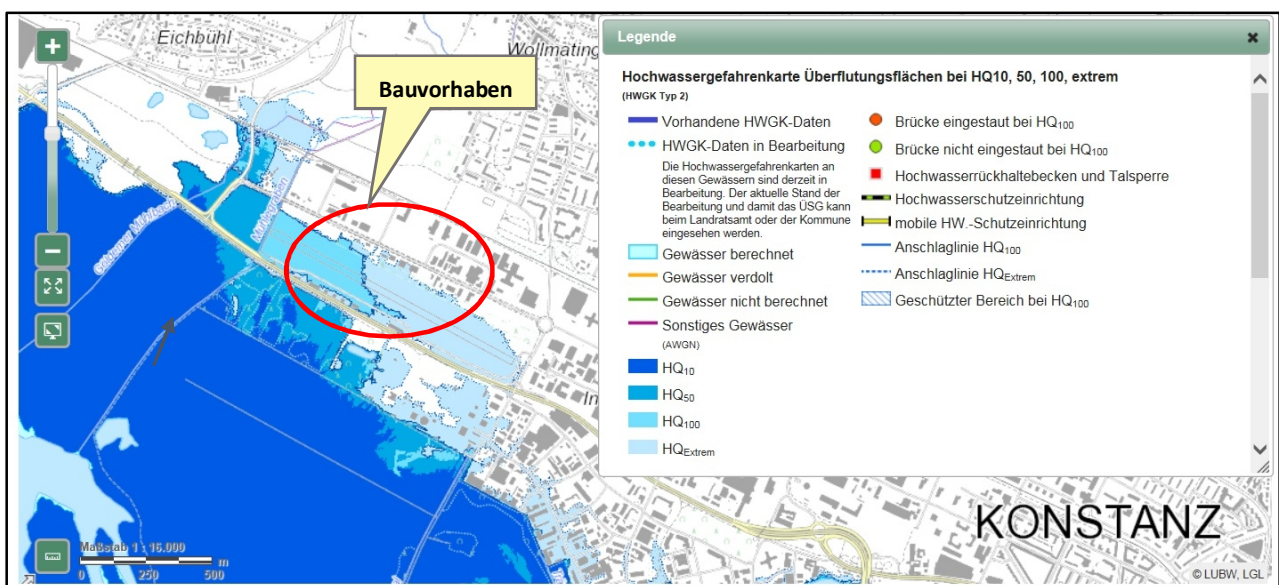 Eichbühl
Wollmating
Bauvorhaben
Mühlegraben
KONSTANZ
Maßstab 1 : 16.000
m
0 250 500
© LUBW, LGL
Legende
Hochwassergefahrenkarte Überflutungsflächen bei HQ10, 50, 100, extrem
(HWGK Typ 2)
Vorhandene HWGK-Daten
HWGK-Daten in Bearbeitung
Die Hochwassergefahrenkarten an
diesen Gewässern sind derzeit in
Bearbeitung. Der aktuelle Stand der
Bearbeitung und damit das ÜSG kann
beim Landratsamt oder der Kommune
eingesehen werden.
Gewässer berechnet
Gewässer verdolt
Gewässer nicht berechnet
Sonstiges Gewässer
(AWGN)
HQ10
HQ50
HQ100
HQExtrem
Brücke eingestaut bei HQ100
Brücke nicht eingestaut bei HQ100
Hochwasserrückhaltebecken und Talsperre
Hochwasserschutzeinrichtung
mobile HW.-Schutzeinrichtung
Anschlaglinie HQ100
Anschlaglinie HQExtrem
Geschützter Bereich bei HQ100